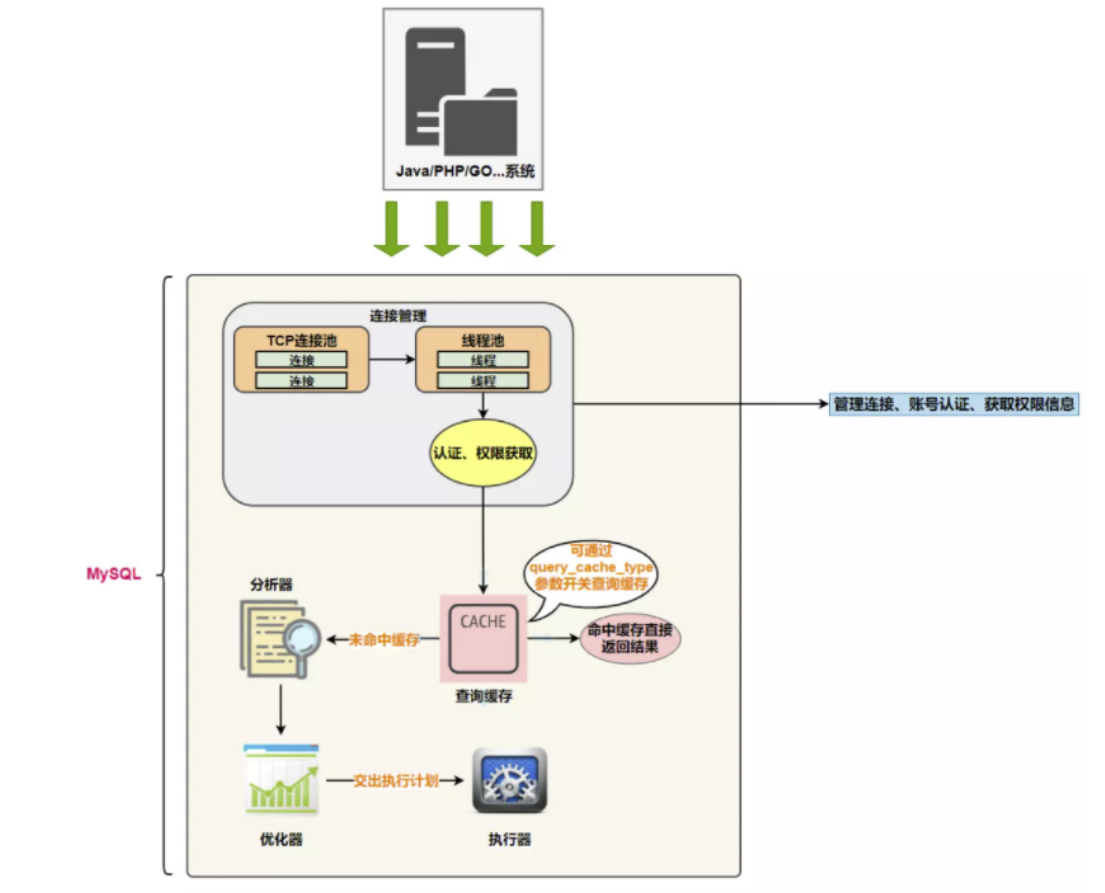 Java/PHP/GO...系统
连接管理
TCP连接池
连接
连接
线程池
线程
线程
认证、权限获取
管理连接、账号认证、获取权限信息
MySQL
可通过
query_cache_type
参数开关查询缓存
分析器
CACHE
未命中缓存
命中缓存直接
返回结果
查询缓存
交出执行计划
优化器
执行器